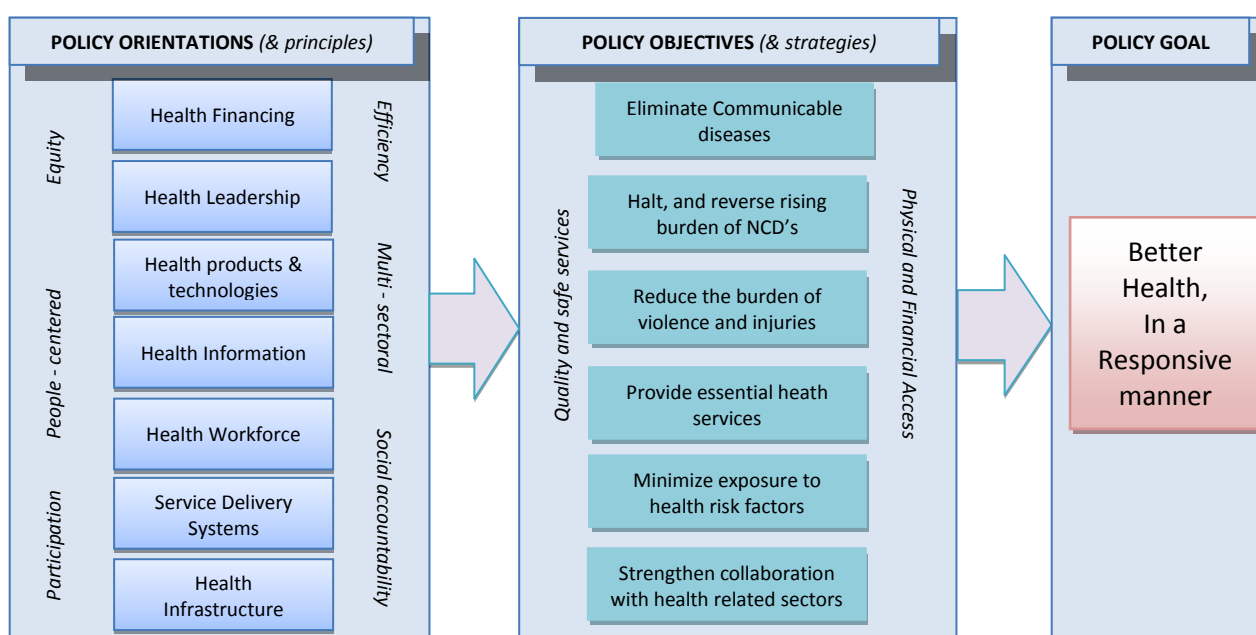 POLICY ORIENTATIONS (& principles)
Equity
People - centered
Participation
Health Financing
Health Leadership
Health products &
technologies
Health Information
Health Workforce
Service Delivery
Systems
Health
Infrastructure
Efficiency
Multi - sectoral
Social accountability
POLICY OBJECTIVES (& strategies)
Quality and safe services
Eliminate Communicable
diseases
Halt, and reverse rising
burden of NCD’s
Reduce the burden of
violence and injuries
Provide essential heath
services
Minimize exposure to
health risk factors
Strengthen collaboration
with health related sectors
Physical and Financial Access
POLICY GOAL
Better
Health,
In a
Responsive
manner